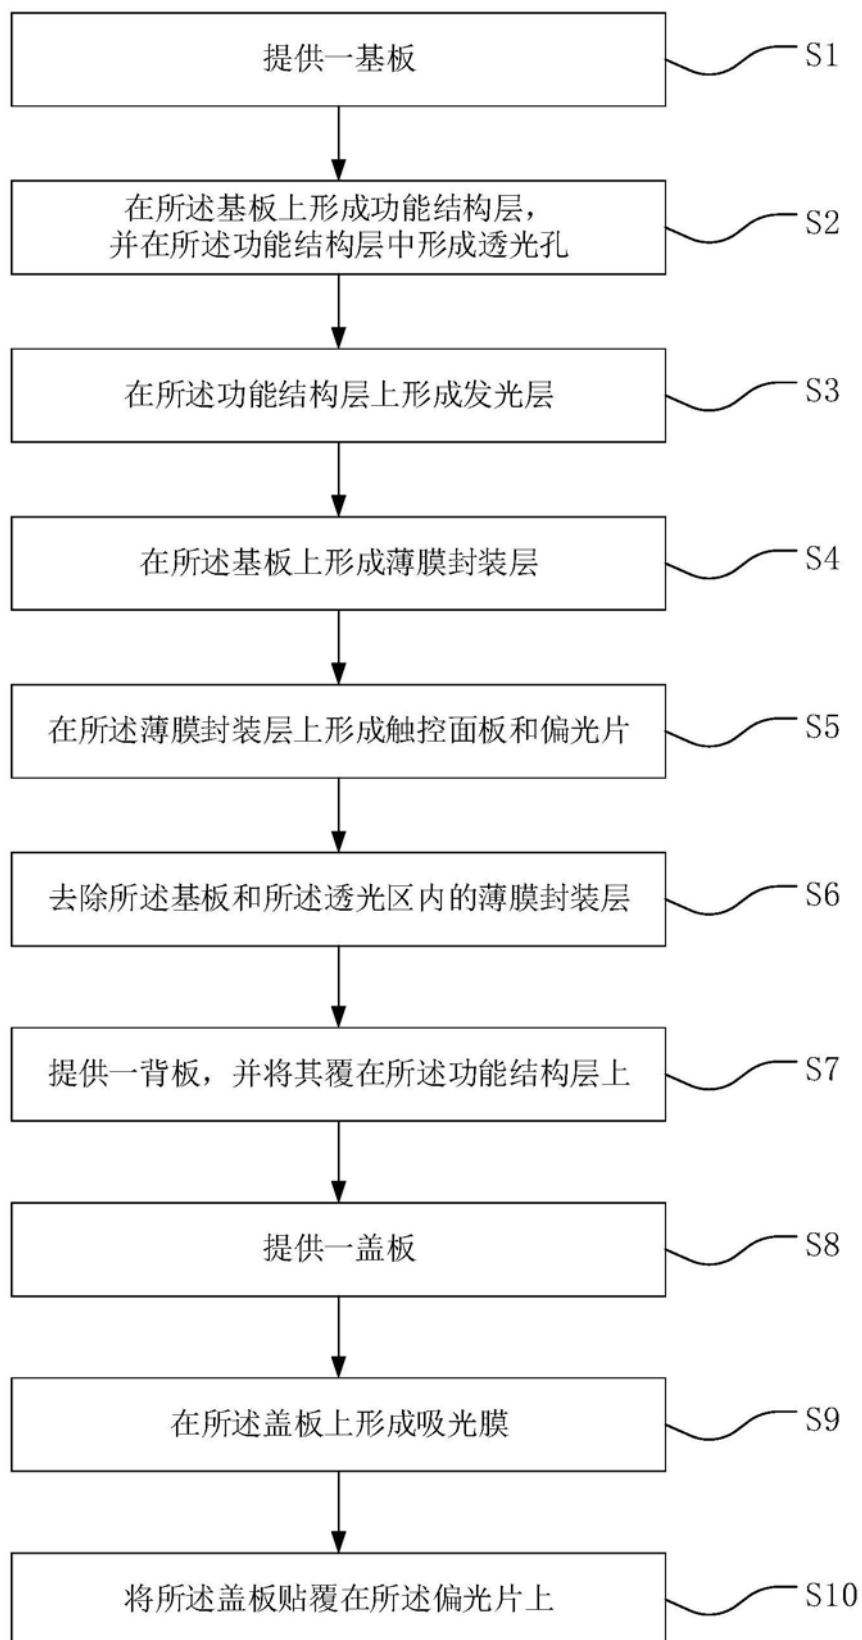 提供一基板
S1
在所述基板上形成功能结构层，
并在所述功能结构层中形成透光孔
S2
在所述功能结构层上形成发光层
S3
在所述基板上形成薄膜封装层
S4
在所述薄膜封装层上形成触控面板和偏光片
S5
去除所述基板和所述透光区内的薄膜封装层
S6
提供一背板，并将其覆在所述功能结构层上
S7
提供一盖板
S8
在所述盖板上形成吸光膜
S9
将所述盖板贴覆在所述偏光片上
S10